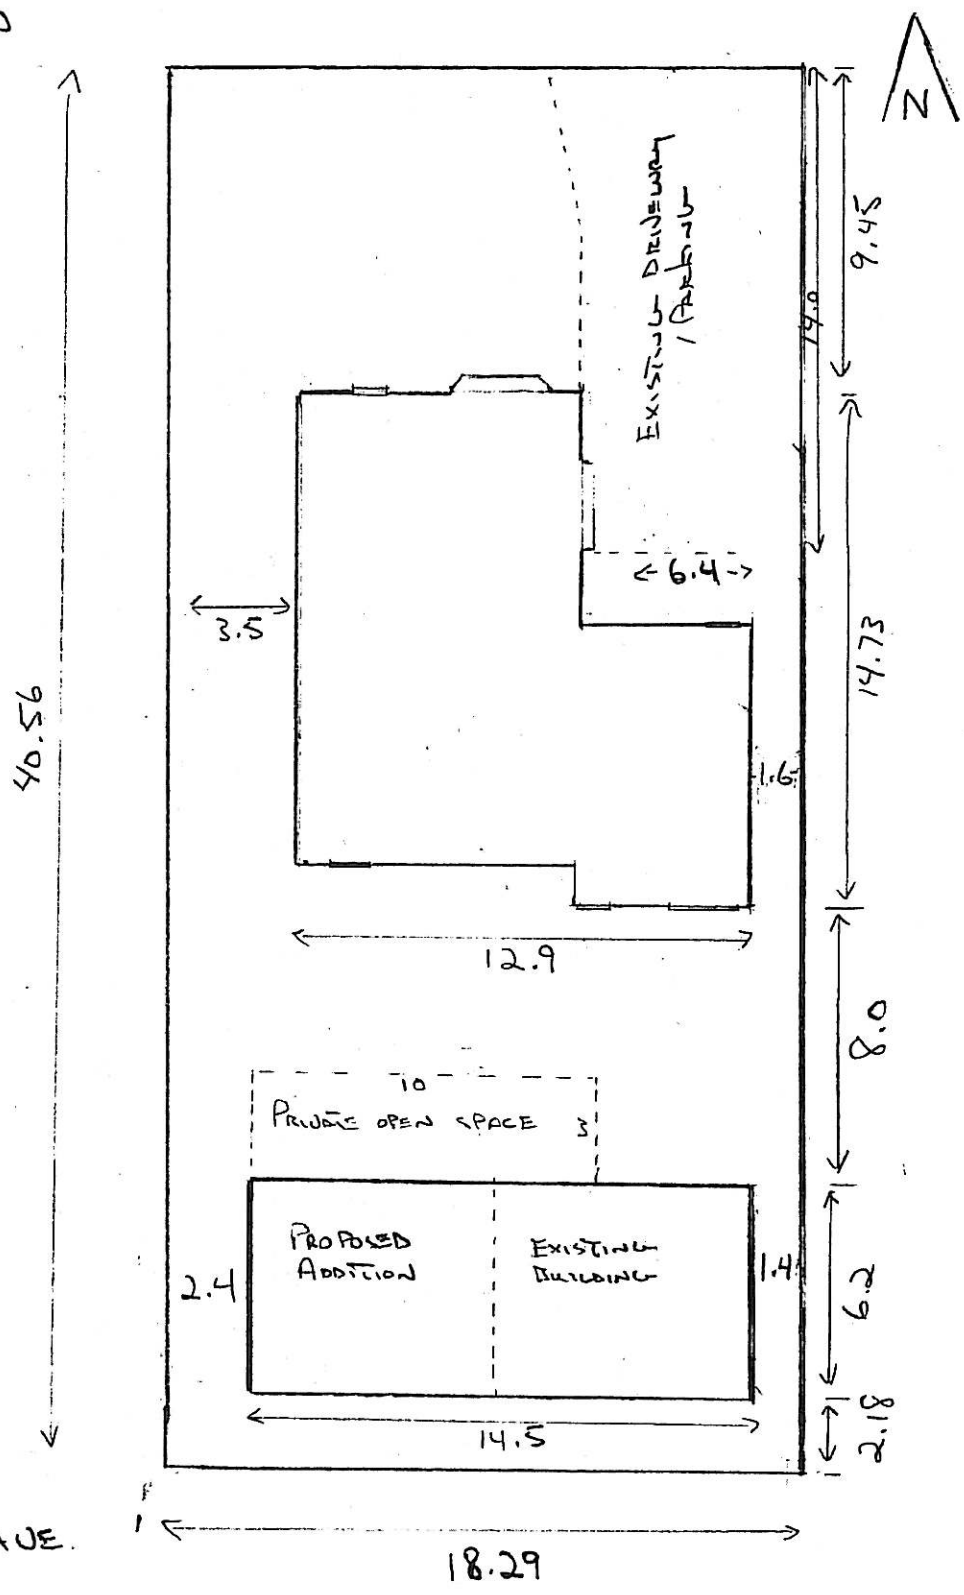 N
9.45
EXISTING DRIVEWAY
/ PARKING
14.0
6.4
3.5
14.73
40.56
1.6
12.9
8.0
10
PRIVATE OPEN SPACE 3
PROPOSED
ADDITION
EXISTING
BUILDING
2.4
1.4
6.2
14.5
2.18
AVE.
18.29